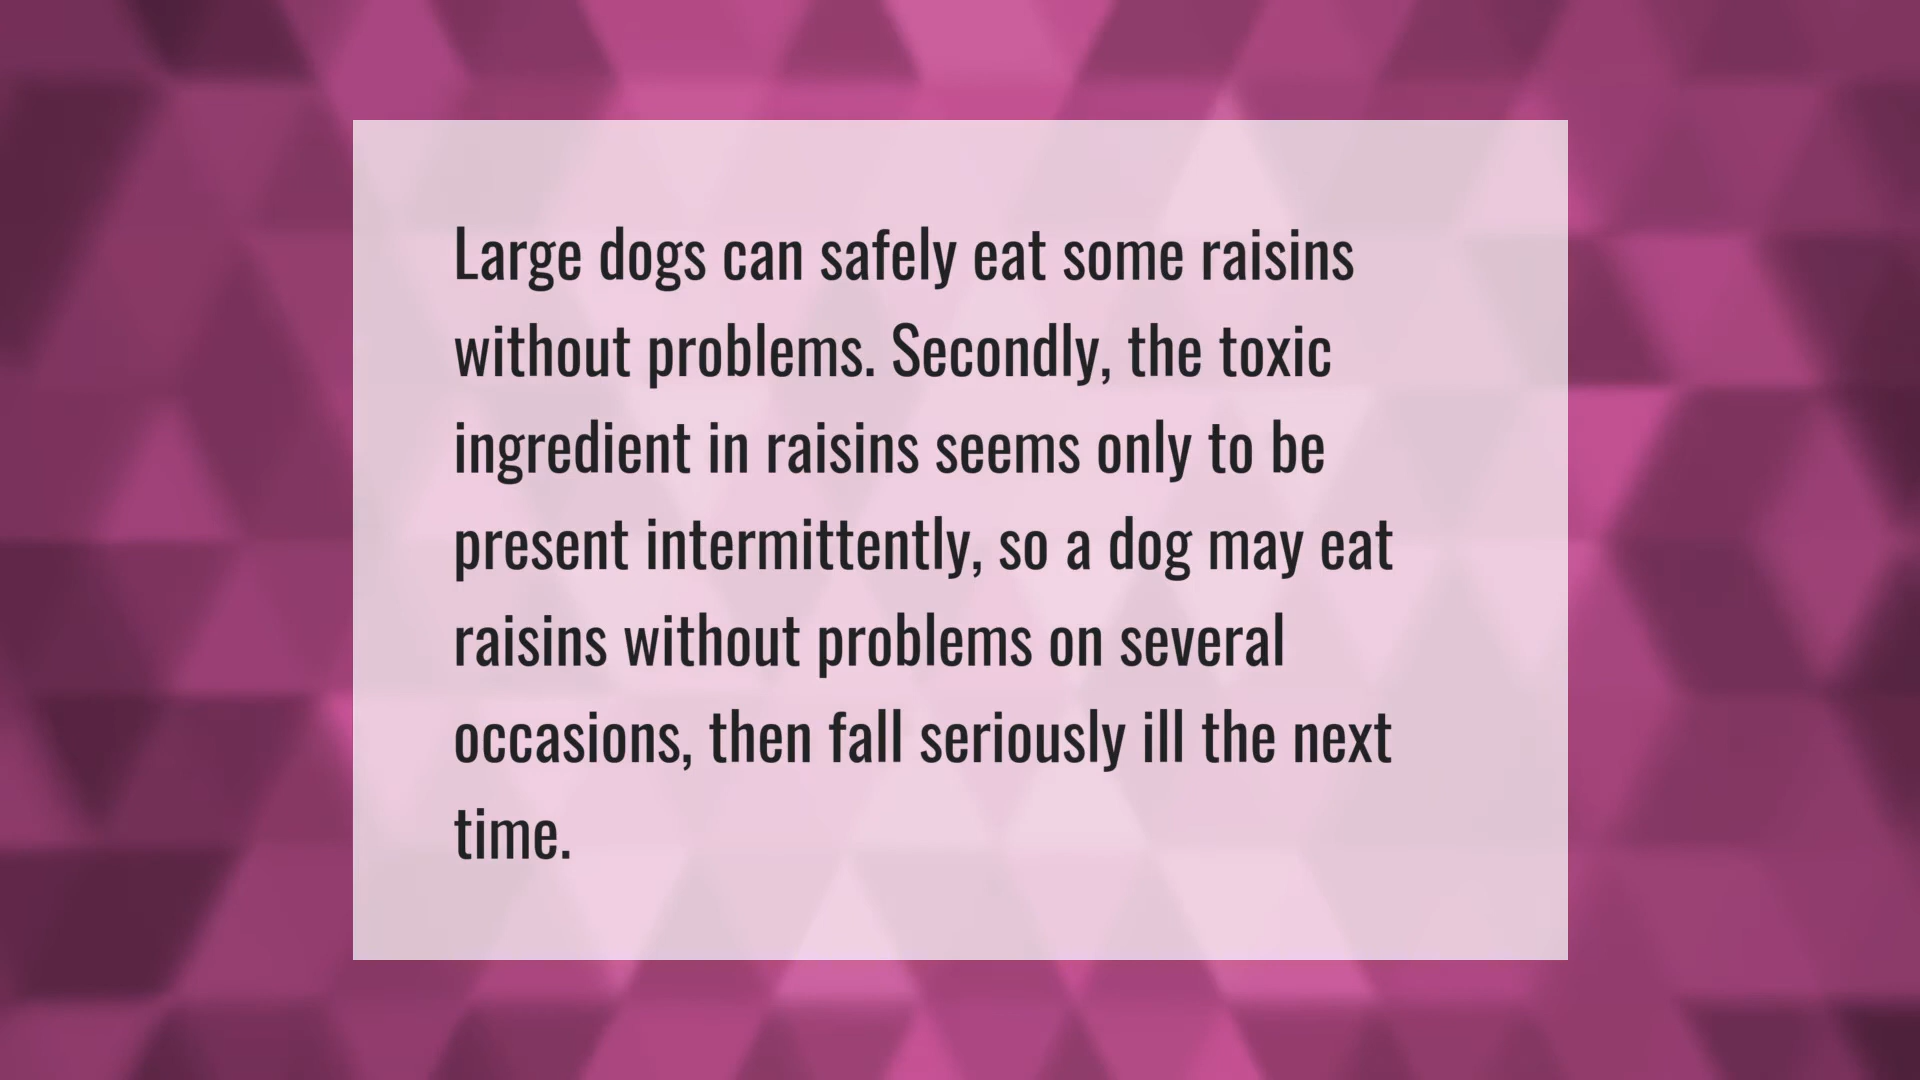 Large dogs can safely eat some raisins
without problems. Secondly, the toxic
ingredient in raisins seems only to be
present intermittently, so a dog may eat
raisins without problems on several
occasions, then fall seriously ill the next
time.